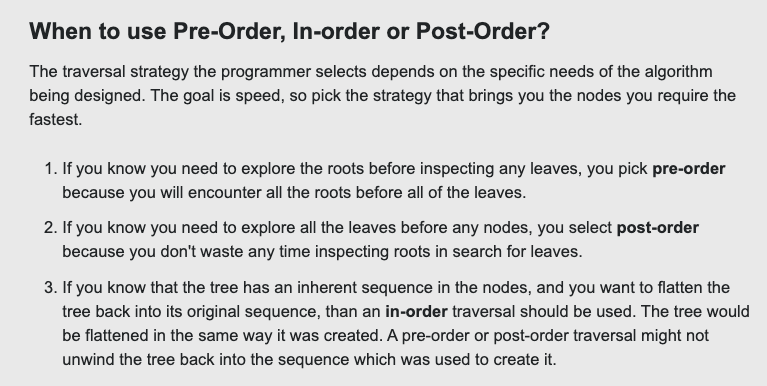 When to use Pre-Order, In-order or Post-Order?
The traversal strategy the programmer selects depends on the specific needs of the algorithm
being designed. The goal is speed, so pick the strategy that brings you the nodes you require the
fastest.
1. If you know you need to explore the roots before inspecting any leaves, you pick pre-order
because you will encounter all the roots before all of the leaves.
2. If you know you need to explore all the leaves before any nodes, you select post-order
because you don't waste any time inspecting roots in search for leaves.
3. If you know that the tree has an inherent sequence in the nodes, and you want to flatten the
tree back into its original sequence, than an in-order traversal should be used. The tree would
be flattened in the same way it was created. A pre-order or post-order traversal might not
unwind the tree back into the sequence which was used to create it.